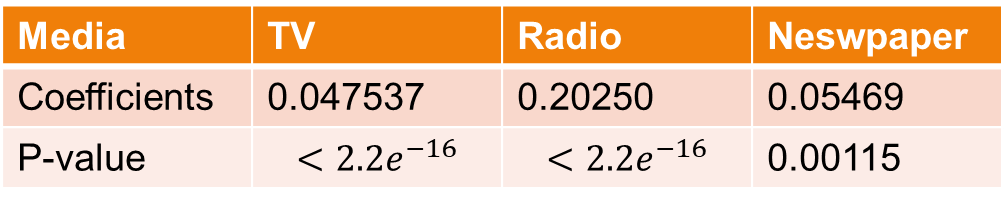 Media TV Radio Neswpaper
Coefficients 0.047537 0.20250 0.05469
P-value < 2.2e⁻¹⁶ < 2.2e⁻¹⁶ 0.00115